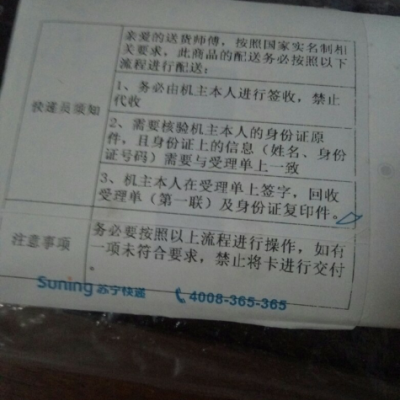 亲爱的送货师傅，按照国家实名制相
关要求，此商品的配送务必按照以下
流程进行配送：
快递员须知
1、务必由机主本人进行签收，禁止
代收
2、需要核验机主本人的身份证原
件，且身份证上的信息（姓名、身份
证号码）需要与受理单上一致
3、机主本人在受理单上签字，回收
受理单（第一联）及身份证复印件。
注意事项
务必要按照以上流程进行操作，如有
一项未符合要求，禁止将卡进行交付
。
Suning 苏宁快递 4008-365-365